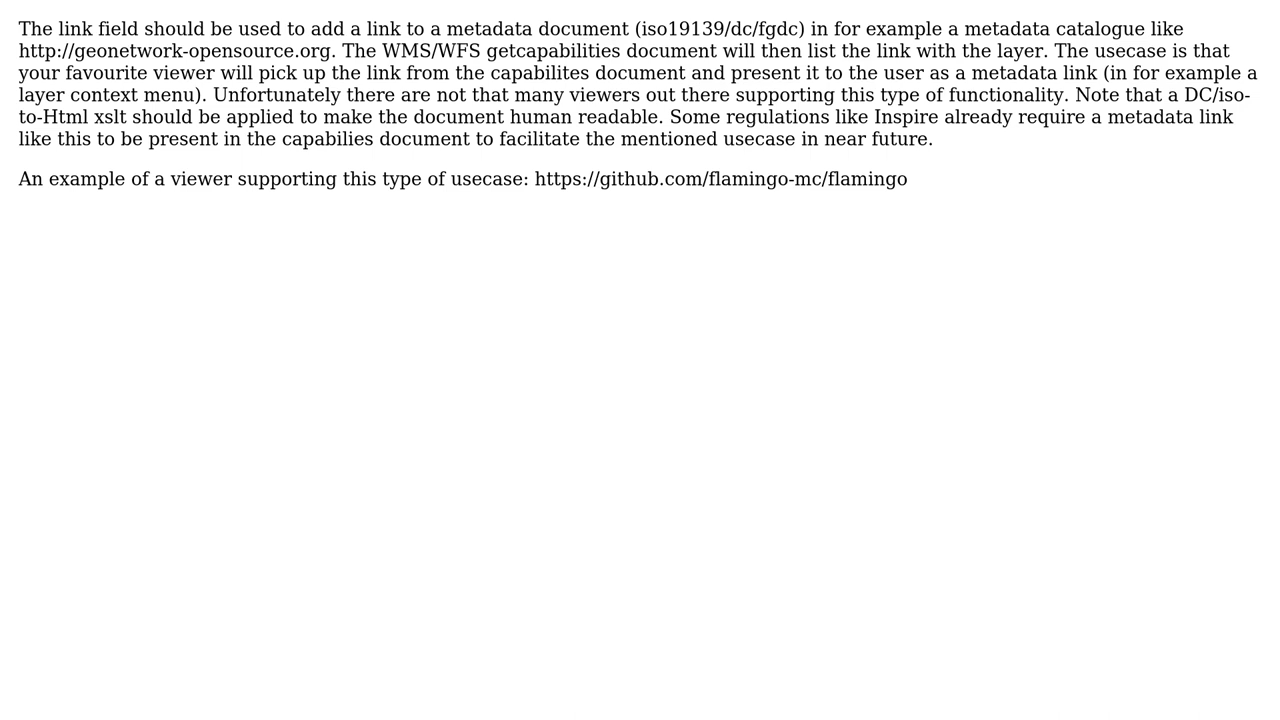 The link field should be used to add a link to a metadata document (iso19139/dc/fgdc) in for example a metadata catalogue like
http://geonetwork-opensource.org. The WMS/WFS getcapabilities document will then list the link with the layer. The usecase is that
your favourite viewer will pick up the link from the capabilites document and present it to the user as a metadata link (in for example a
layer context menu). Unfortunately there are not that many viewers out there supporting this type of functionality. Note that a DC/iso-
to-Html xslt should be applied to make the document human readable. Some regulations like Inspire already require a metadata link
like this to be present in the capabilies document to facilitate the mentioned usecase in near future.
An example of a viewer supporting this type of usecase: https://github.com/flamingo-mc/flamingo